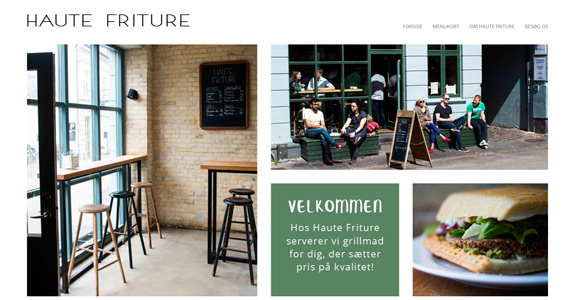 HAUTE FRITURE
FORSIDE MENUKORT OM HAUTE FRITURE BESØG OS
HAUTE
FRITURE
VELKOMMEN
Hos Haute Friture
serverer vi grillmad
for dig, der sætter
pris på kvalitet!